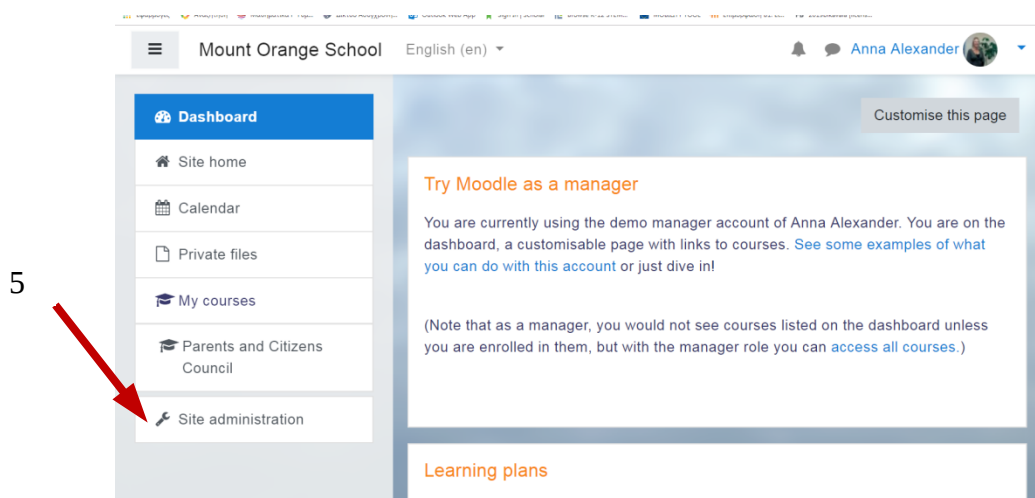 Outlook Web App
Mount Orange School English (en) Anna Alexander
Dashboard
Customise this page
Site home
Calendar
Private files
My courses
Parents and Citizens
Council
Site administration
Try Moodle as a manager
You are currently using the demo manager account of Anna Alexander. You are on the
dashboard, a customisable page with links to courses. See some examples of what
you can do with this account or just dive in!
(Note that as a manager, you would not see courses listed on the dashboard unless
you are enrolled in them, but with the manager role you can access all courses.)
Learning plans
5